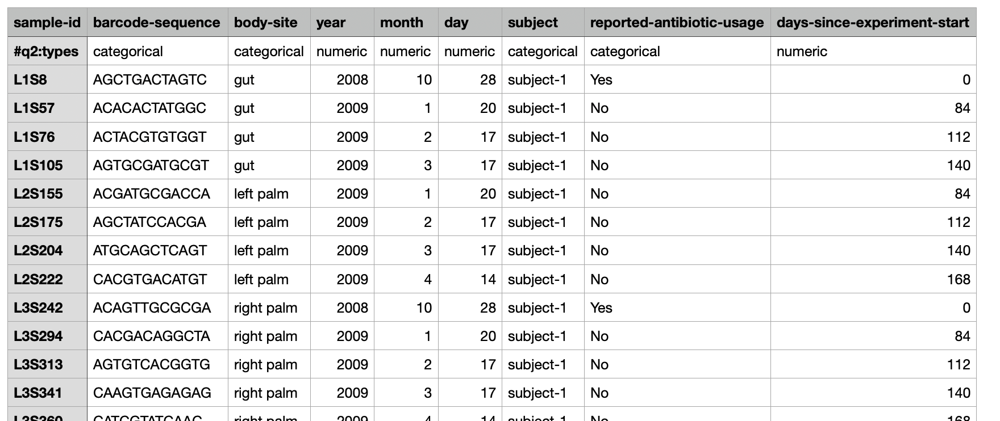 sample-id barcode-sequence body-site year month day subject reported-antibiotic-usage days-since-experiment-start
#q2:types categorical categorical numeric numeric numeric categorical categorical numeric
L1S8 AGCTGACTAGTC gut 2008 10 28 subject-1 Yes 0
L1S57 ACACACTATGGC gut 2009 1 20 subject-1 No 84
L1S76 ACTACGTGTGGT gut 2009 2 17 subject-1 No 112
L1S105 AGTGCGATGCGT gut 2009 3 17 subject-1 No 140
L2S155 ACGATGCGACCA left palm 2009 1 20 subject-1 No 84
L2S175 AGCTATCCACGA left palm 2009 2 17 subject-1 No 112
L2S204 ATGCAGCTCAGT left palm 2009 3 17 subject-1 No 140
L2S222 CACGTGACATGT left palm 2009 4 14 subject-1 No 168
L3S242 ACAGTTGCGCGA right palm 2008 10 28 subject-1 Yes 0
L3S294 CACGACAGGCTA right palm 2009 1 20 subject-1 No 84
L3S313 AGTGTCACGGTG right palm 2009 2 17 subject-1 No 112
L3S341 CAAGTGAGAGAG right palm 2009 3 17 subject-1 No 140
L3S360 CATCGTATCAAC right palm 2009 4 14 subject-1 No 168